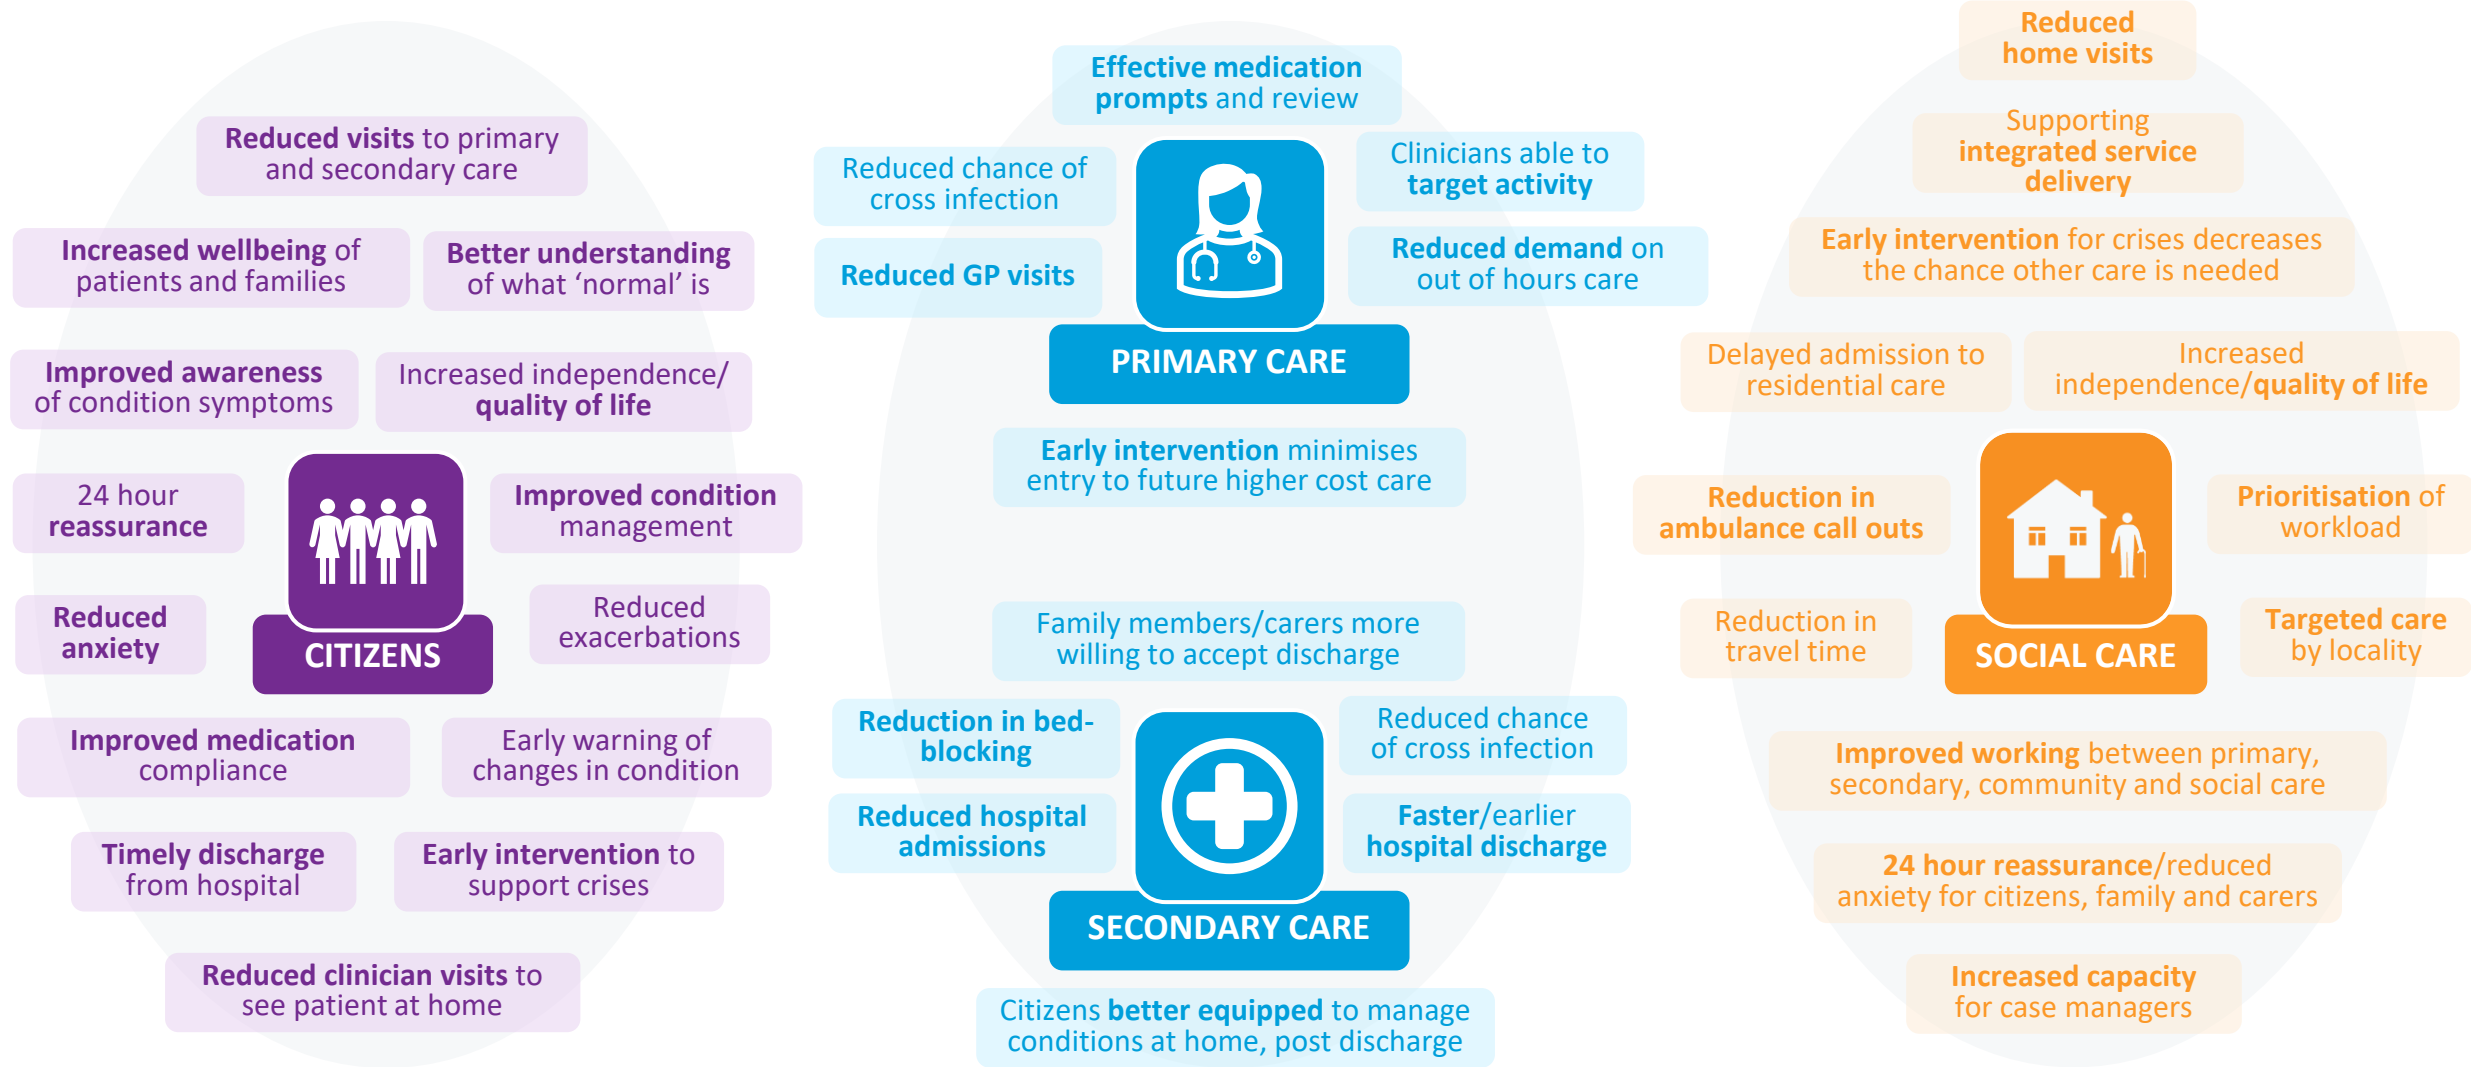 Reduced visits to primary
and secondary care
Increased wellbeing of
patients and families
Better understanding
of what ‘normal’ is
Improved awareness
of condition symptoms
Increased independence/
quality of life
24 hour
reassurance
Improved condition
management
Reduced
anxiety
CITIZENS
Reduced
exacerbations
Improved medication
compliance
Early warning of
changes in condition
Timely discharge
from hospital
Early intervention to
support crises
Reduced clinician visits to
see patient at home
Effective medication
prompts and review
Reduced chance of
cross infection
Clinicians able to
target activity
Reduced GP visits
Reduced demand on
out of hours care
PRIMARY CARE
Early intervention minimises
entry to future higher cost care
Family members/carers more
willing to accept discharge
Reduction in bed-
blocking
Reduced chance
of cross infection
Reduced hospital
admissions
Faster/earlier
hospital discharge
SECONDARY CARE
Citizens better equipped to manage
conditions at home, post discharge
Reduced
home visits
Supporting
integrated service
delivery
Early intervention for crises decreases
the chance other care is needed
Delayed admission to
residential care
Increased
independence/quality of life
Reduction in
ambulance call outs
Prioritisation of
workload
Reduction in
travel time
SOCIAL CARE
Targeted care
by locality
Improved working between primary,
secondary, community and social care
24 hour reassurance/reduced
anxiety for citizens, family and carers
Increased capacity
for case managers